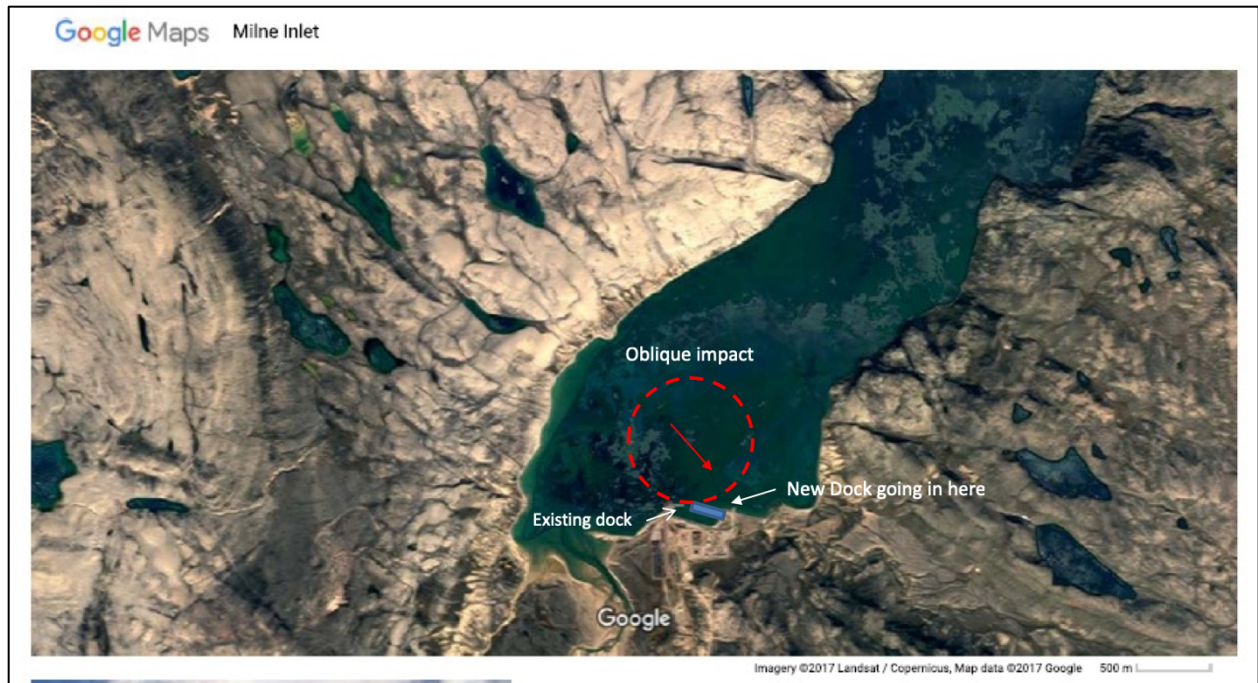 Google Maps Milne Inlet
Oblique impact
New Dock going in here
Existing dock
Google
Imagery ©2017 Landsat / Copernicus, Map data ©2017 Google 500 m